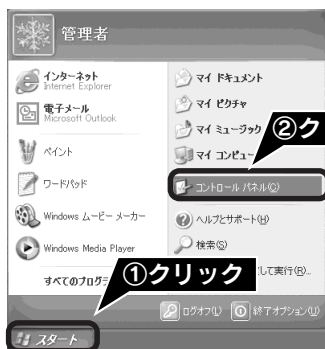 管理者
インターネット
Internet Explorer
電子メール
Microsoft Outlook
ペイント
ワードパッド
Windows ムービー メーカー
Windows Media Player
すべてのプログ
マイ ドキュメント
マイ ピクチャ
マイ ミュージック
マイ コンピュー
②ク
コントロール パネル(C)
ヘルプとサポート(H)
検索(S)
して実行(R)...
①クリック
ログオフ(L)
終了オプション(U)
スタート